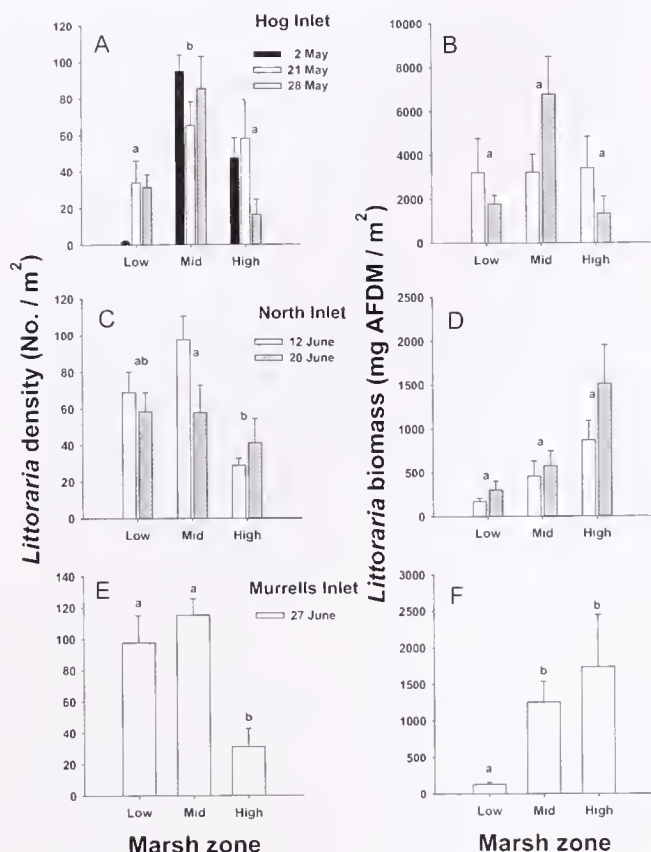 Hog Inlet
A
2 May
21 May
28 May
120
100
80
60
40
20
0
a
b
a
Low Mid High
B
8000
6000
4000
2000
0
a
a
a
Low Mid High
North Inlet
C
12 June
20 June
120
100
80
60
40
20
0
ab
a
b
Low Mid High
D
2500
2000
1500
1000
500
0
a
a
a
Low Mid High
Murrells Inlet
E
27 June
140
120
100
80
60
40
20
0
a
a
b
Low Mid High
F
3000
2500
2000
1500
1000
500
0
a
b
b
Low Mid High
Littoraria density (No. / m²)
Littoraria biomass (mg AFDM / m²)
Marsh zone
Marsh zone